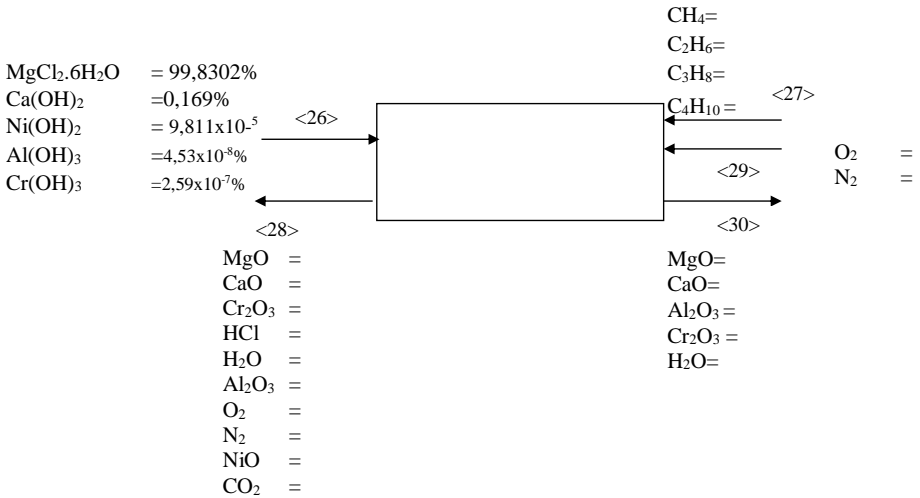 MgCl2.6H2O = 99,8302%
Ca(OH)2 =0,169%
Ni(OH)2 = 9,811x10-⁵
Al(OH)3 =4,53x10⁻⁸%
Cr(OH)3 =2,59x10⁻⁷%
<26>
<28>
CH4=
C2H6=
C3H8=
C4H10 =
<27>
<29>
<30>
O2 =
N2 =
MgO =
CaO =
Cr2O3 =
HCl =
H2O =
Al2O3 =
O2 =
N2 =
NiO =
CO2 =
MgO=
CaO=
Al2O3 =
Cr2O3 =
H2O=